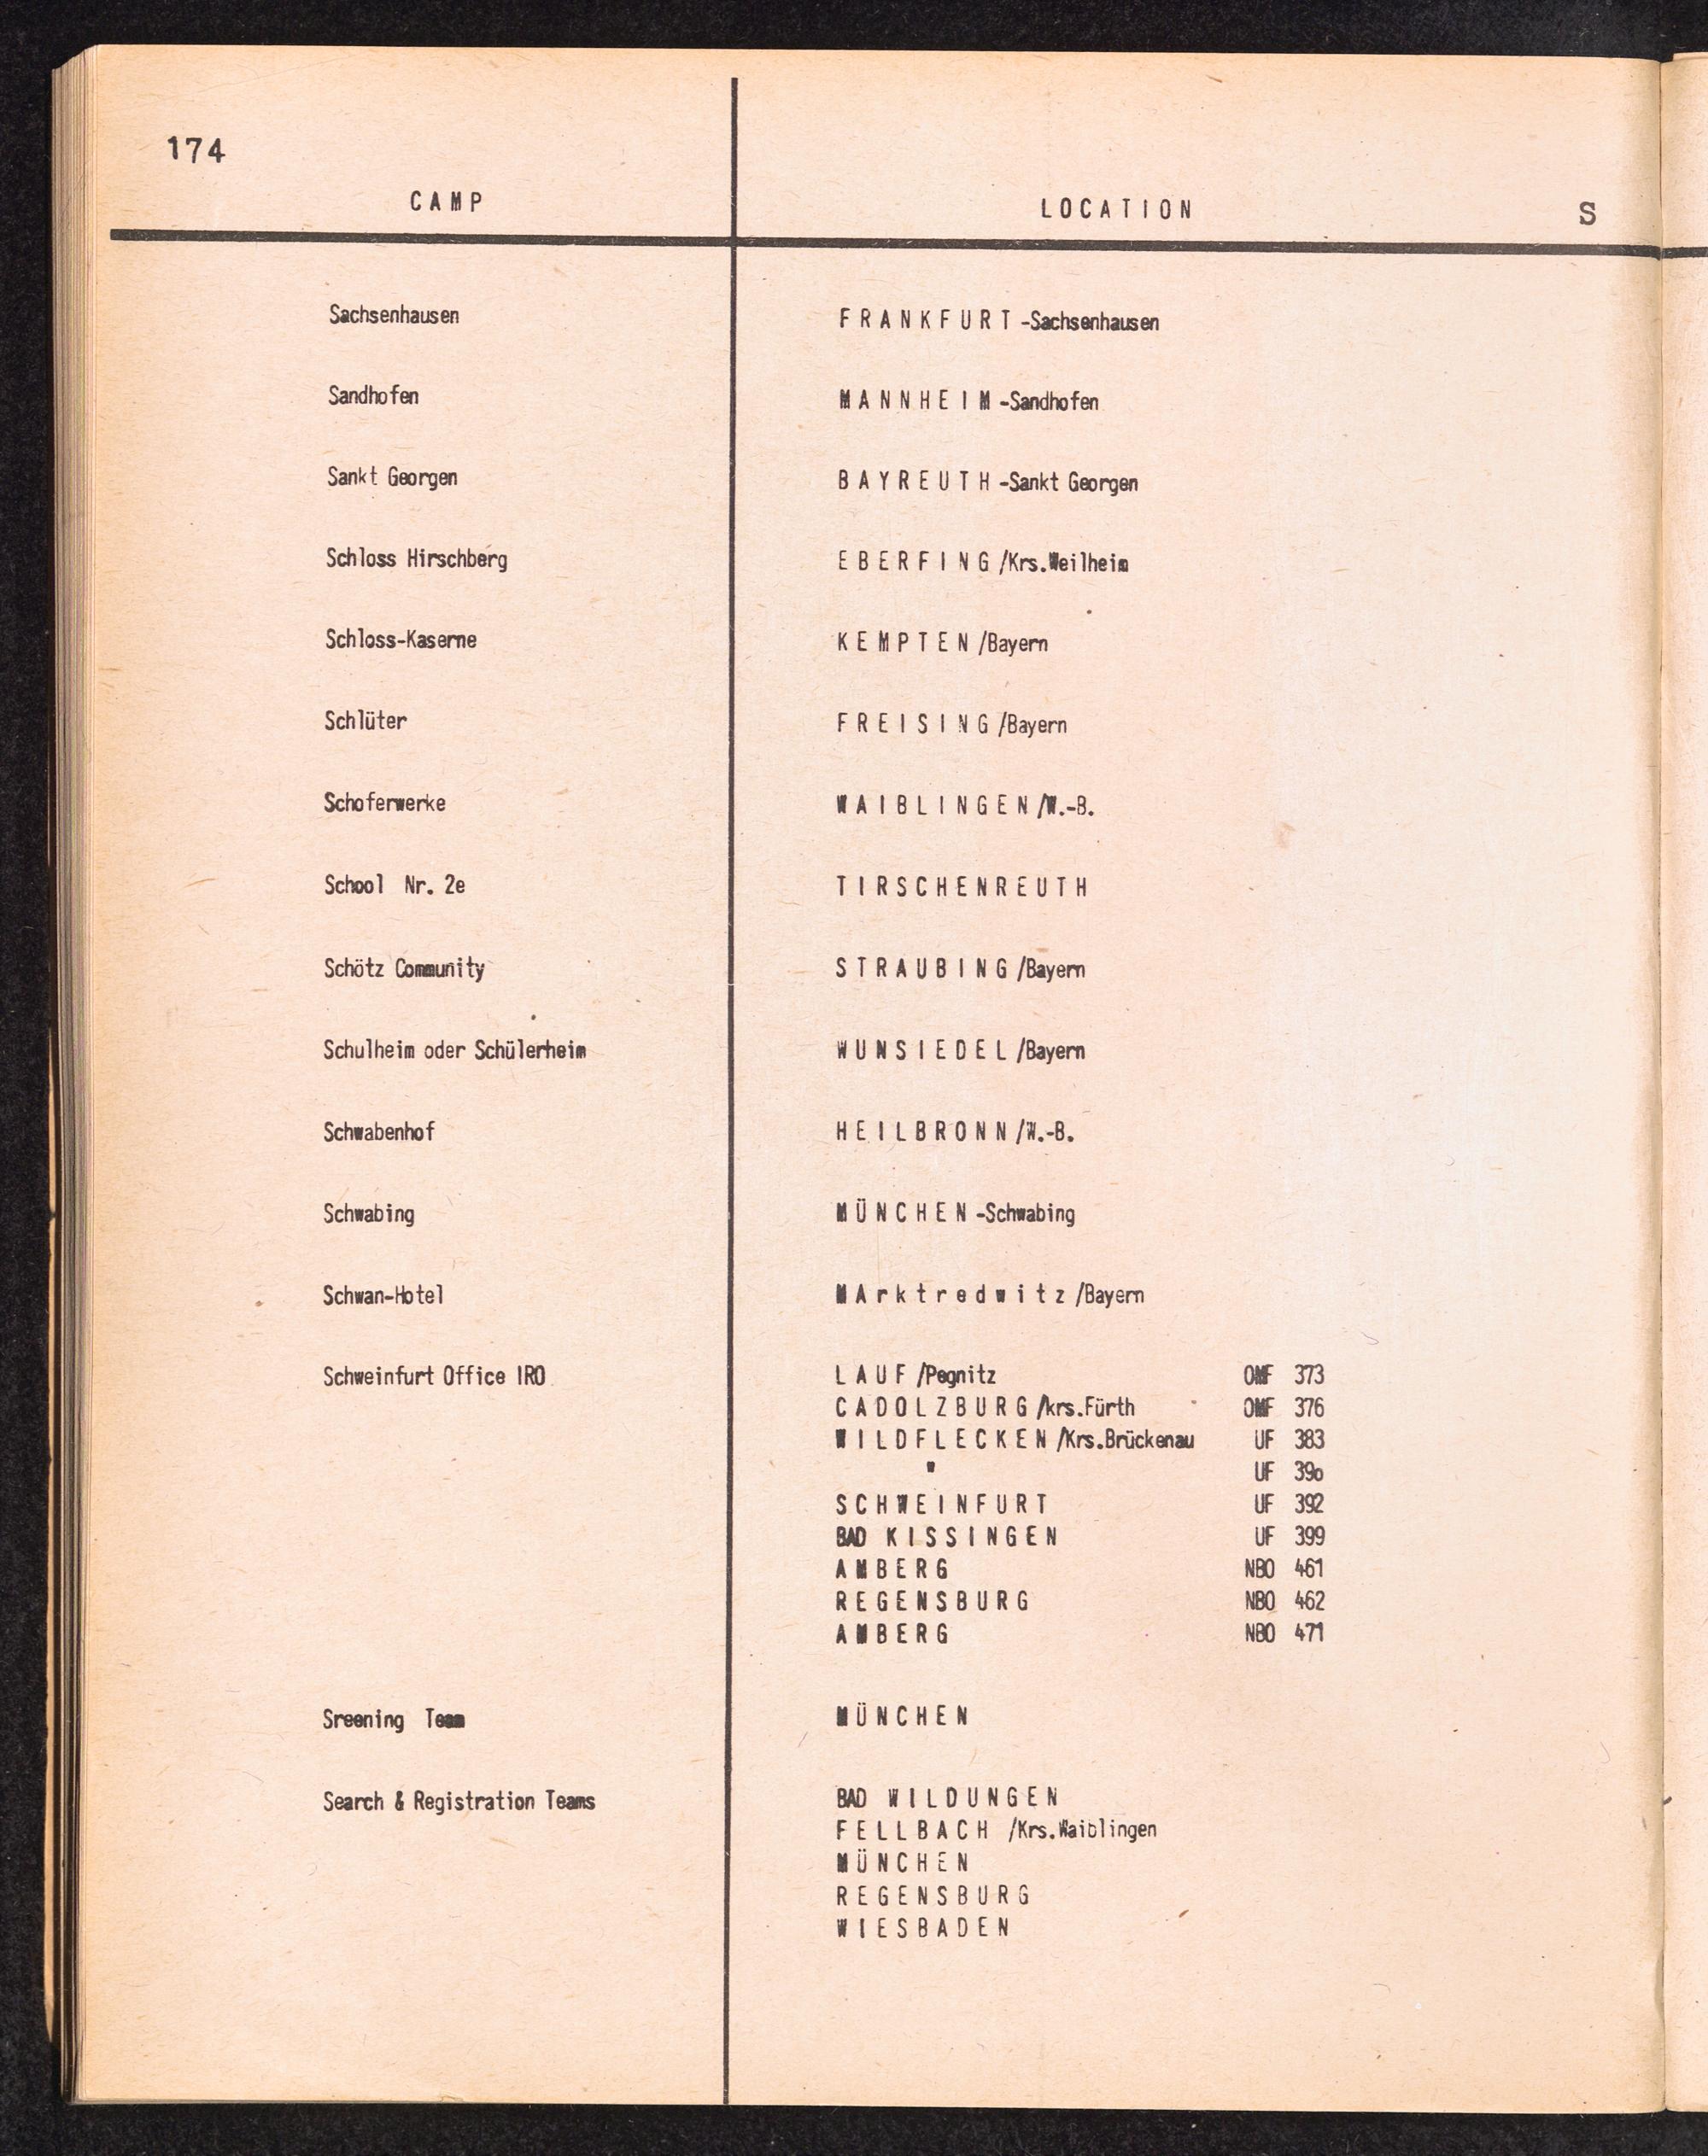 174
CAMP LOCATION S
Sachsenhausen FRANKFURT-Sachsenhausen
Sandhofen MANNHEIM-Sandhofen
Sankt Georgen BAYREUTH-Sankt Georgen
Schloss Hirschberg EBERFING/Krs.Weilheim
Schloss-Kaserne KEMPTEN/Bayern
Schlüter FREISING/Bayern
Schoferwerke WAIBLINGEN/W.-B.
School Nr. 2e TIRSCHENREUTH
Schötz Community STRAUBING/Bayern
Schulheim oder Schülerheim WUNSIEDEL/Bayern
Schwabenhof HEILBRONN/W.-B.
Schwabing MÜNCHEN-Schwabing
Schwan-Hotel MArktredwitz/Bayern
Schweinfurt Office IRO LAUF/Pegnitz OMF 373
CADOLZBURG/krs.Fürth OMF 376
WILDFLECKEN/Krs.Brückenau UF 383
" UF 39o
SCHWEINFURT UF 392
BAD KISSINGEN UF 399
AMBERG NBO 461
REGENSBURG NBO 462
AMBERG NBO 471
Sreening Team MÜNCHEN
Search & Registration Teams BAD WILDUNGEN
FELLBACH /Krs.Waiblingen
MÜNCHEN
REGENSBURG
WIESBADEN